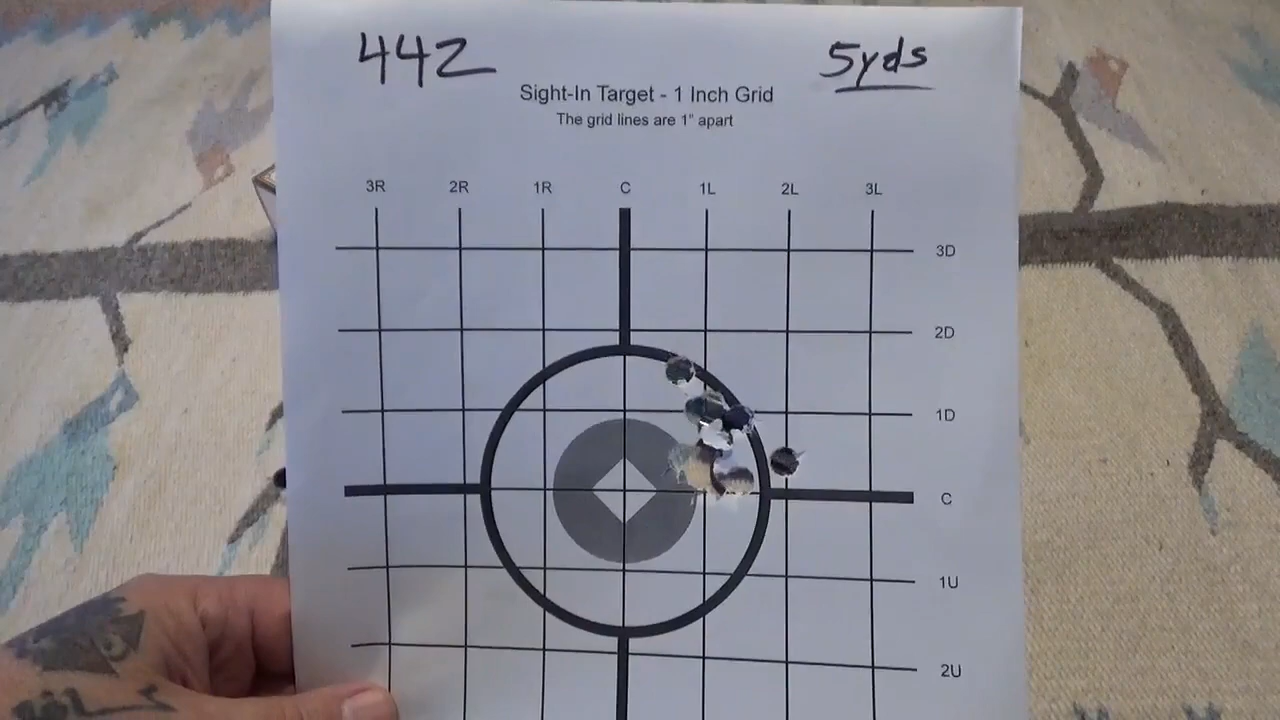 442
5yds
Sight-In Target - 1 Inch Grid
The grid lines are 1" apart
3R 2R 1R C 1L 2L 3L
3D
2D
1D
C
1U
2U